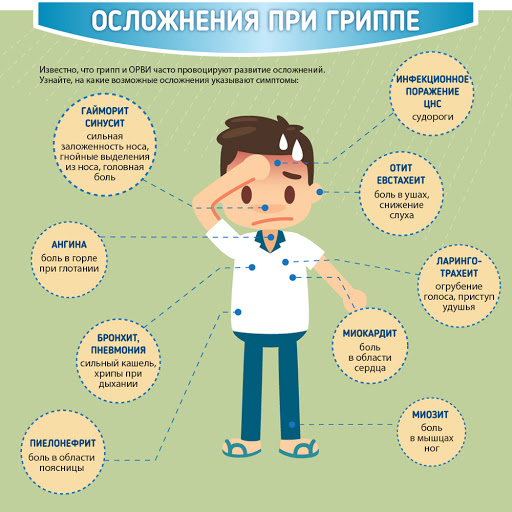 ОСЛОЖНЕНИЯ ПРИ ГРИППЕ
Известно, что грипп и ОРВИ часто провоцируют развитие осложнений.
Узнайте, на какие возможные осложнения указывают симптомы:
ГАЙМОРИТ
СИНУСИТ
сильная
заложенность носа,
гнойные выделения
из носа, головная
боль
ИНФЕКЦИОННОЕ
ПОРАЖЕНИЕ
ЦНС
судороги
ОТИТ
ЕВСТАХЕИТ
боль в ушах,
снижение
слуха
АНГИНА
боль в горле
при глотании
ЛАРИНГО-
ТРАХЕИТ
огрубение
голоса, приступ
удушья
БРОНХИТ,
ПНЕВМОНИЯ
сильный кашель,
хрипы при
дыхании
МИОКАРДИТ
боль
в области
сердца
ПИЕЛОНЕФРИТ
боль в области
поясницы
МИОЗИТ
боль
в мышцах
ног